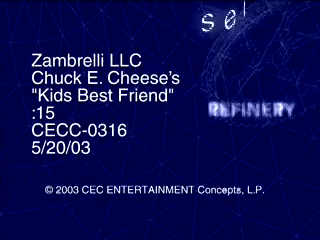 Zambrelli LLC
Chuck E. Cheese's
"Kids Best Friend"
:15
CECC-0316
5/20/03
REFINERY
© 2003 CEC ENTERTAINMENT Concepts, L.P.